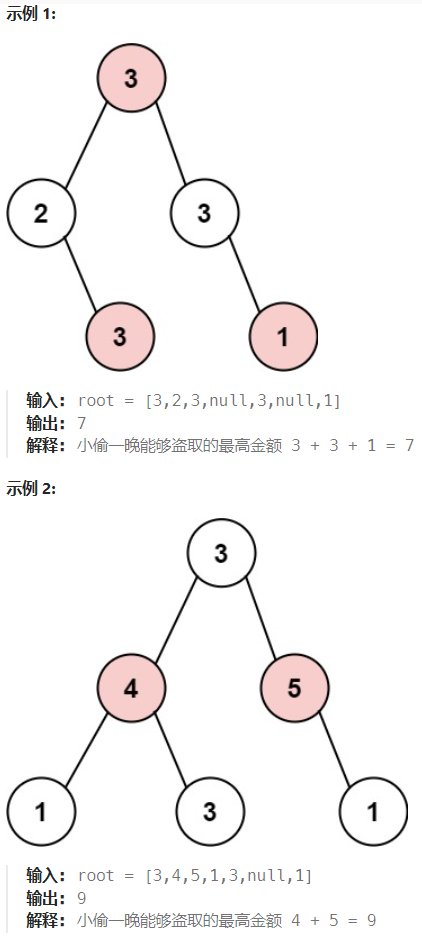 示例 1:
3
2
3
3
1
输入: root = [3,2,3,null,3,null,1]
输出: 7
解释: 小偷一晚能够盗取的最高金额 3 + 3 + 1 = 7
示例 2:
3
4
5
1
3
1
输入: root = [3,4,5,1,3,null,1]
输出: 9
解释: 小偷一晚能够盗取的最高金额 4 + 5 = 9